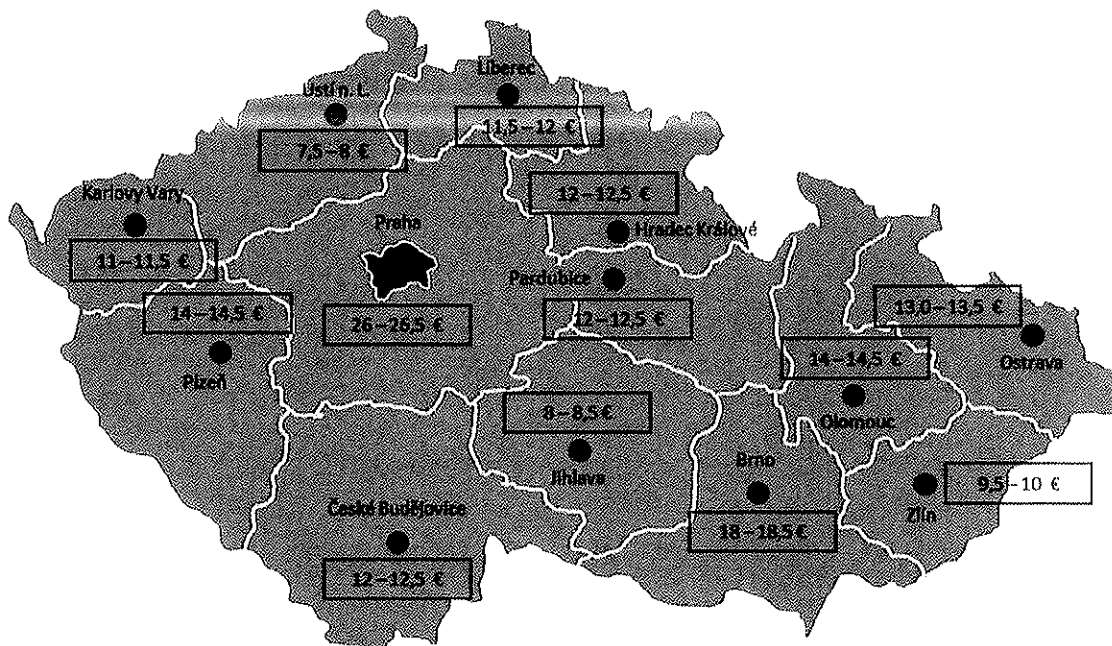 Liberec
Ústí n. L.
11,5 – 12 €
7,5 – 8 €
Karlovy Vary
12 – 12,5 €
Praha
Hradec Králové
11 – 11,5 €
Pardubice
14 – 14,5 €
26 – 26,5 €
12 – 12,5 €
13,0 – 13,5 €
Plzeň
14 – 14,5 €
Ostrava
8 – 8,5 €
Olomouc
Jihlava
Brno
9,5 – 10 €
Zlín
České Budějovice
18 – 18,5 €
12 – 12,5 €